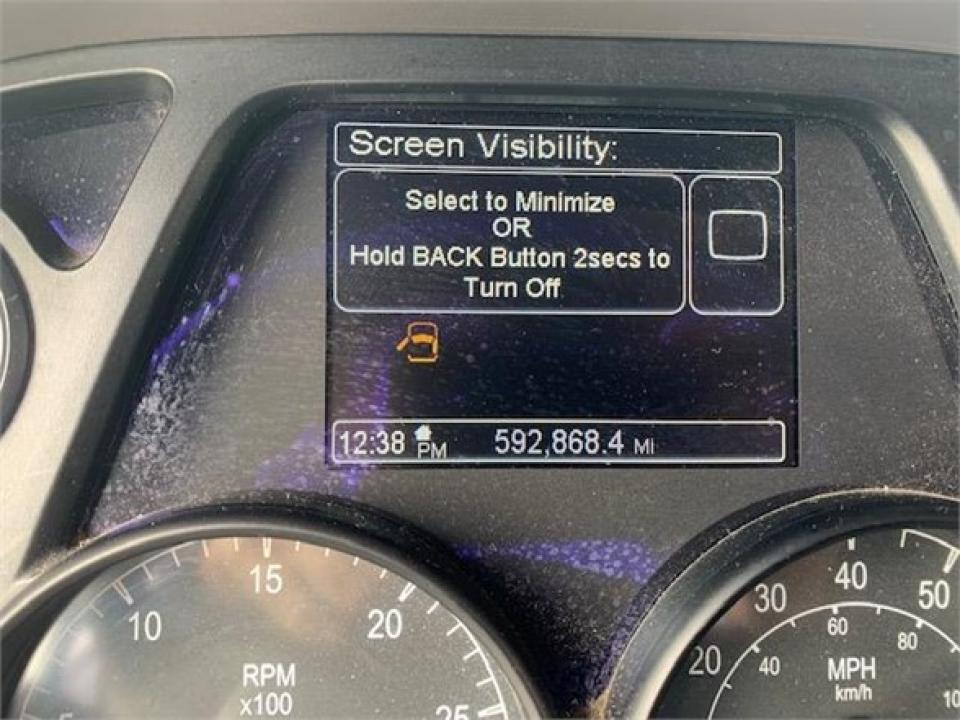 Screen Visibility:
Select to Minimize
OR
Hold BACK Button 2secs to
Turn Off
12:38 PM 592,868.4 MI
5 10 15 20 25
RPM
x100
20 30 40 50
40 60 80
MPH
km/h